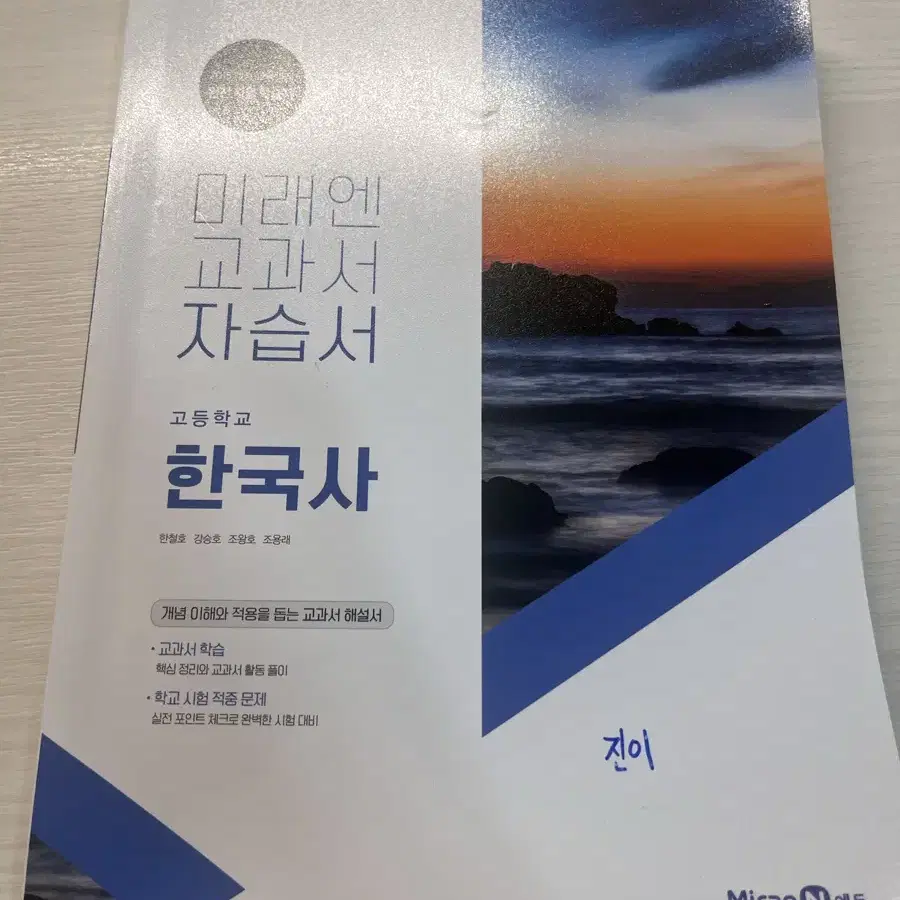 미래엔
교과서
자습서
고등학교
한국사
한철호 강승호 조왕호 조용래
개념 이해와 적용을 돕는 교과서 해설서
• 교과서 학습
핵심 정리와 교과서 활동 풀이
• 학교 시험 적중 문제
실전 포인트 체크로 완벽한 시험 대비
진이
Mirae N 에듀